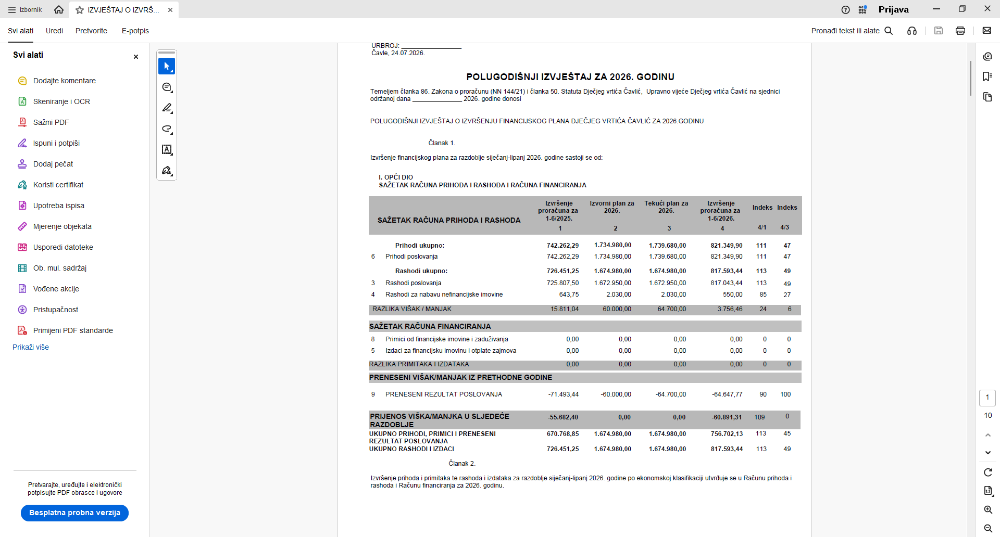 Izbornik
IZVJEŠTAJ O IZVRŠ...
Prijava
Svi alati
Uredi
Pretvorite
E-potpis
Pronađi tekst ili alate
Svi alati
Dodajte komentare
Skeniranje i OCR
Sažmi PDF
Ispuni i potpiši
Dodaj pečat
Koristi certifikat
Upotreba ispisa
Mjerenje objekata
Usporedi datoteke
Ob. mul. sadržaj
Vođene akcije
Pristupačnost
Primijeni PDF standarde
Prikaži više
Pretvarajte, uređujte i elektronički
potpisujte PDF obrasce i ugovore
Besplatna probna verzija
URBROJ: _________________
Čavle, 24.07.2026.
POLUGODIŠNJI IZVJEŠTAJ ZA 2026. GODINU
Temeljem članka 86. Zakona o proračunu (NN 144/21) i članka 50. Statuta Dječjeg vrtića Čavlić, Upravno vijeće Dječjeg vrtića Čavlić na sjednici
održanoj dana ______________ 2026. godine donosi
POLUGODIŠNJI IZVJEŠTAJ O IZVRŠENJU FINANCIJSKOG PLANA DJEČJEG VRTIĆA ČAVLIĆ ZA 2026.GODINU
Članak 1.
Izvršenje financijskog plana za razdoblje siječanj-lipanj 2026. godine sastoji se od:
I. OPĆI DIO
SAŽETAK RAČUNA PRIHODA I RASHODA I RAČUNA FINANCIRANJA
Izvršenje Izvorni plan za Tekući plan za Izvršenje
proračuna za 2026. 2026. proračuna za Indeks Indeks
SAŽETAK RAČUNA PRIHODA I RASHODA 1-6/2025. 1-6/2026.
1 2 3 4 4/1 4/3
Prihodi ukupno: 742.262,29 1.734.980,00 1.739.680,00 821.349,90 111 47
6 Prihodi poslovanja 742.262,29 1.734.980,00 1.739.680,00 821.349,90 111 47
Rashodi ukupno: 726.451,25 1.674.980,00 1.674.980,00 817.593,44 113 49
3 Rashodi poslovanja 725.807,50 1.672.950,00 1.672.950,00 817.043,44 113 49
4 Rashodi za nabavu nefinancijske imovine 643,75 2.030,00 2.030,00 550,00 85 27
RAZLIKA VIŠAK / MANJAK 15.811,04 60.000,00 64.700,00 3.756,46 24 6
SAŽETAK RAČUNA FINANCIRANJA
8 Primici od financijske imovine i zaduživanja 0,00 0,00 0,00 0,00 0 0
5 Izdaci za financijsku imovinu i otplate zajmova 0,00 0,00 0,00 0,00 0 0
RAZLIKA PRIMITAKA I IZDATAKA 0,00 0,00 0,00 0,00 0 0
PRENESENI VIŠAK/MANJAK IZ PRETHODNE GODINE
9 PRENESENI REZULTAT POSLOVANJA -71.493,44 -60.000,00 -64.700,00 -64.647,77 90 100
PRIJENOS VIŠKA/MANJKA U SLJEDEĆE -55.682,40 0,00 0,00 -60.891,31 109 0
RAZDOBLJE
UKUPNO PRIHODI, PRIMICI I PRENESENI 670.768,85 1.674.980,00 1.674.980,00 756.702,13 113 45
REZULTAT POSLOVANJA
UKUPNO RASHODI I IZDACI 726.451,25 1.674.980,00 1.674.980,00 817.593,44 113 49
Članak 2.
Izvršenje prihoda i primitaka te rashoda i izdataka za razdoblje siječanj-lipanj 2026. godine po ekonomskoj klasifikaciji utvrđuje se u Računu prihoda i
rashoda i Računu financiranja za 2026. godinu.
1
10